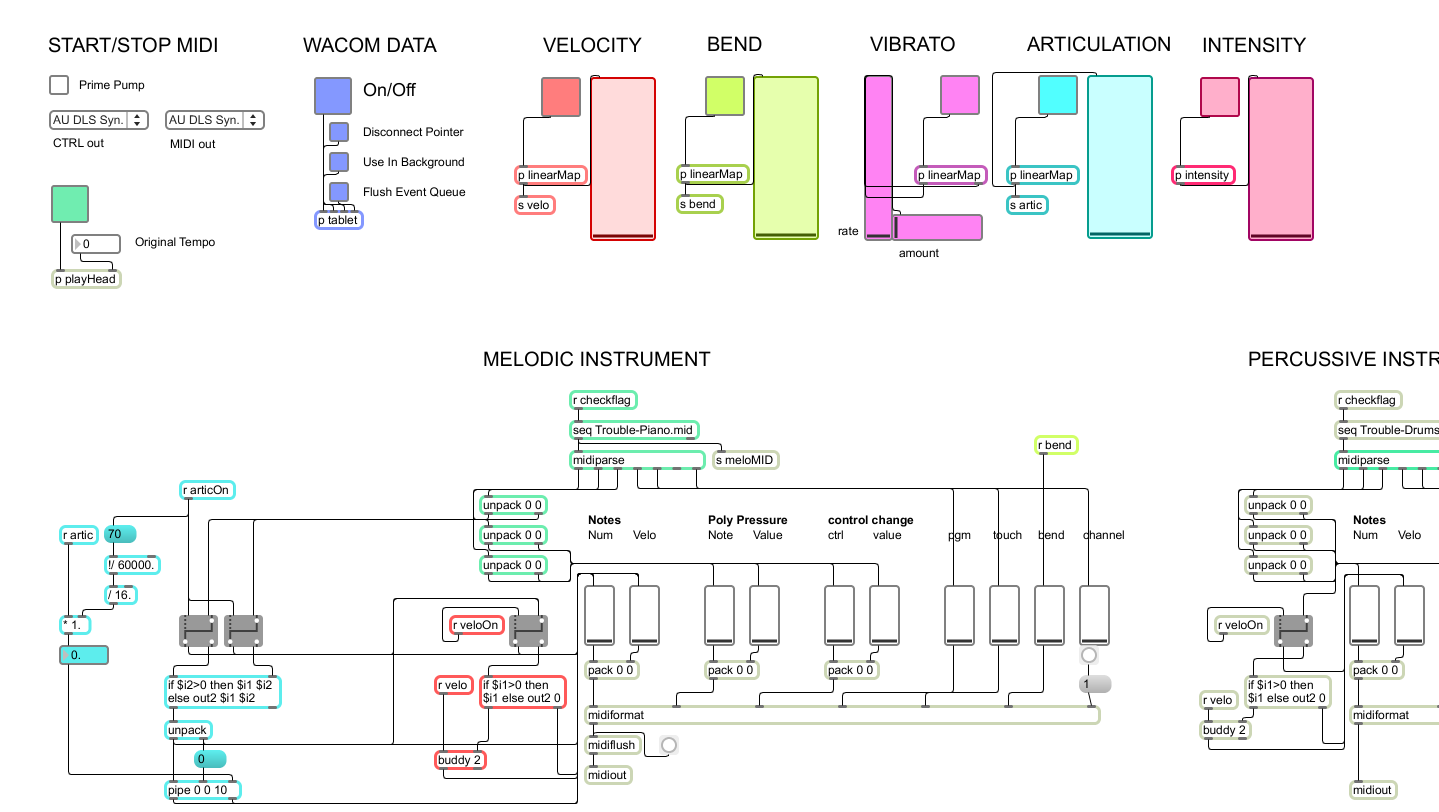 START/STOP MIDI
WACOM DATA
VELOCITY
BEND
VIBRATO
ARTICULATION
INTENSITY
Prime Pump
On/Off
AU DLS Syn.
AU DLS Syn.
CTRL out
MIDI out
Disconnect Pointer
Use In Background
Flush Event Queue
p tablet
0
Original Tempo
p playHead
p linearMap
s velo
p linearMap
s bend
p linearMap
rate
amount
p linearMap
s artic
p intensity
MELODIC INSTRUMENT
PERCUSSIVE INSTR
r checkflag
seq Trouble-Piano.mid
midiparse
s meloMID
r bend
r articOn
r artic
70
!/ 60000.
/ 16.
* 1.
0.
unpack 0 0
unpack 0 0
unpack 0 0
Notes
Num
Velo
Poly Pressure
Note
Value
control change
ctrl
value
pgm
touch
bend
channel
r veloOn
if $i2>0 then $i1 $i2
else out2 $i1 $i2
unpack
0
pipe 0 0 10
r velo
if $i1>0 then
$i1 else out2 0
buddy 2
pack 0 0
pack 0 0
pack 0 0
1
midiformat
midiflush
midiout
r checkflag
seq Trouble-Drums
midiparse
unpack 0 0
unpack 0 0
unpack 0 0
Notes
Num
Velo
r veloOn
if $i1>0 then
$i1 else out2 0
r velo
buddy 2
pack 0 0
midiformat
midiout